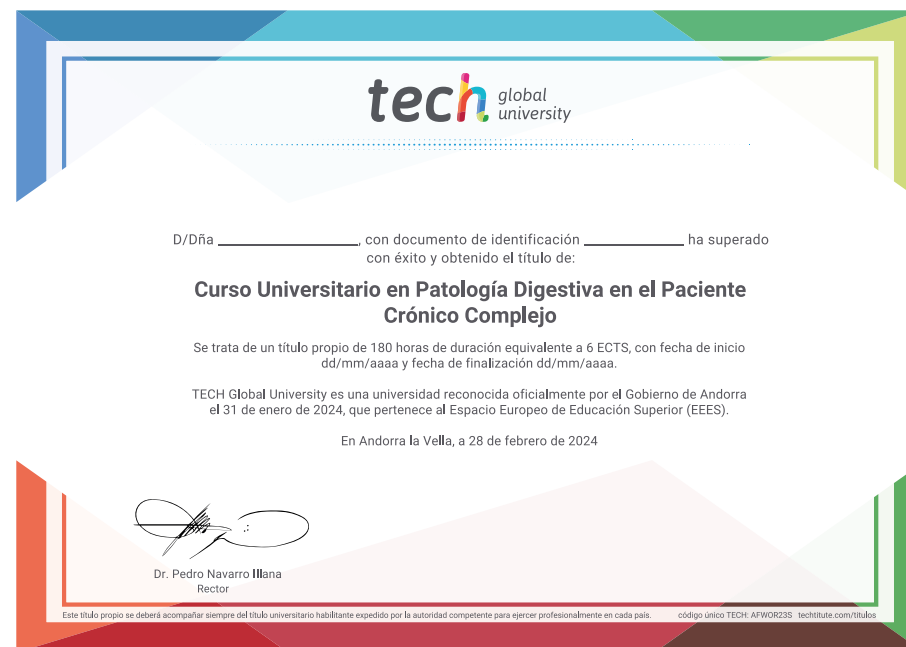 tech global university
D/Dña ____________________, con documento de identificación ______________ ha superado
con éxito y obtenido el título de:
Curso Universitario en Patología Digestiva en el Paciente
Crónico Complejo
Se trata de un título propio de 180 horas de duración equivalente a 6 ECTS, con fecha de inicio
dd/mm/aaaa y fecha de finalización dd/mm/aaaa.
TECH Global University es una universidad reconocida oficialmente por el Gobierno de Andorra
el 31 de enero de 2024, que pertenece al Espacio Europeo de Educación Superior (EEES).
En Andorra la Vella, a 28 de febrero de 2024
Dr. Pedro Navarro Illana
Rector
Este título propio se deberá acompañar siempre del título universitario habilitante expedido por la autoridad competente para ejercer profesionalmente en cada país. código único TECH: AFWOR23S techtitute.com/titulos